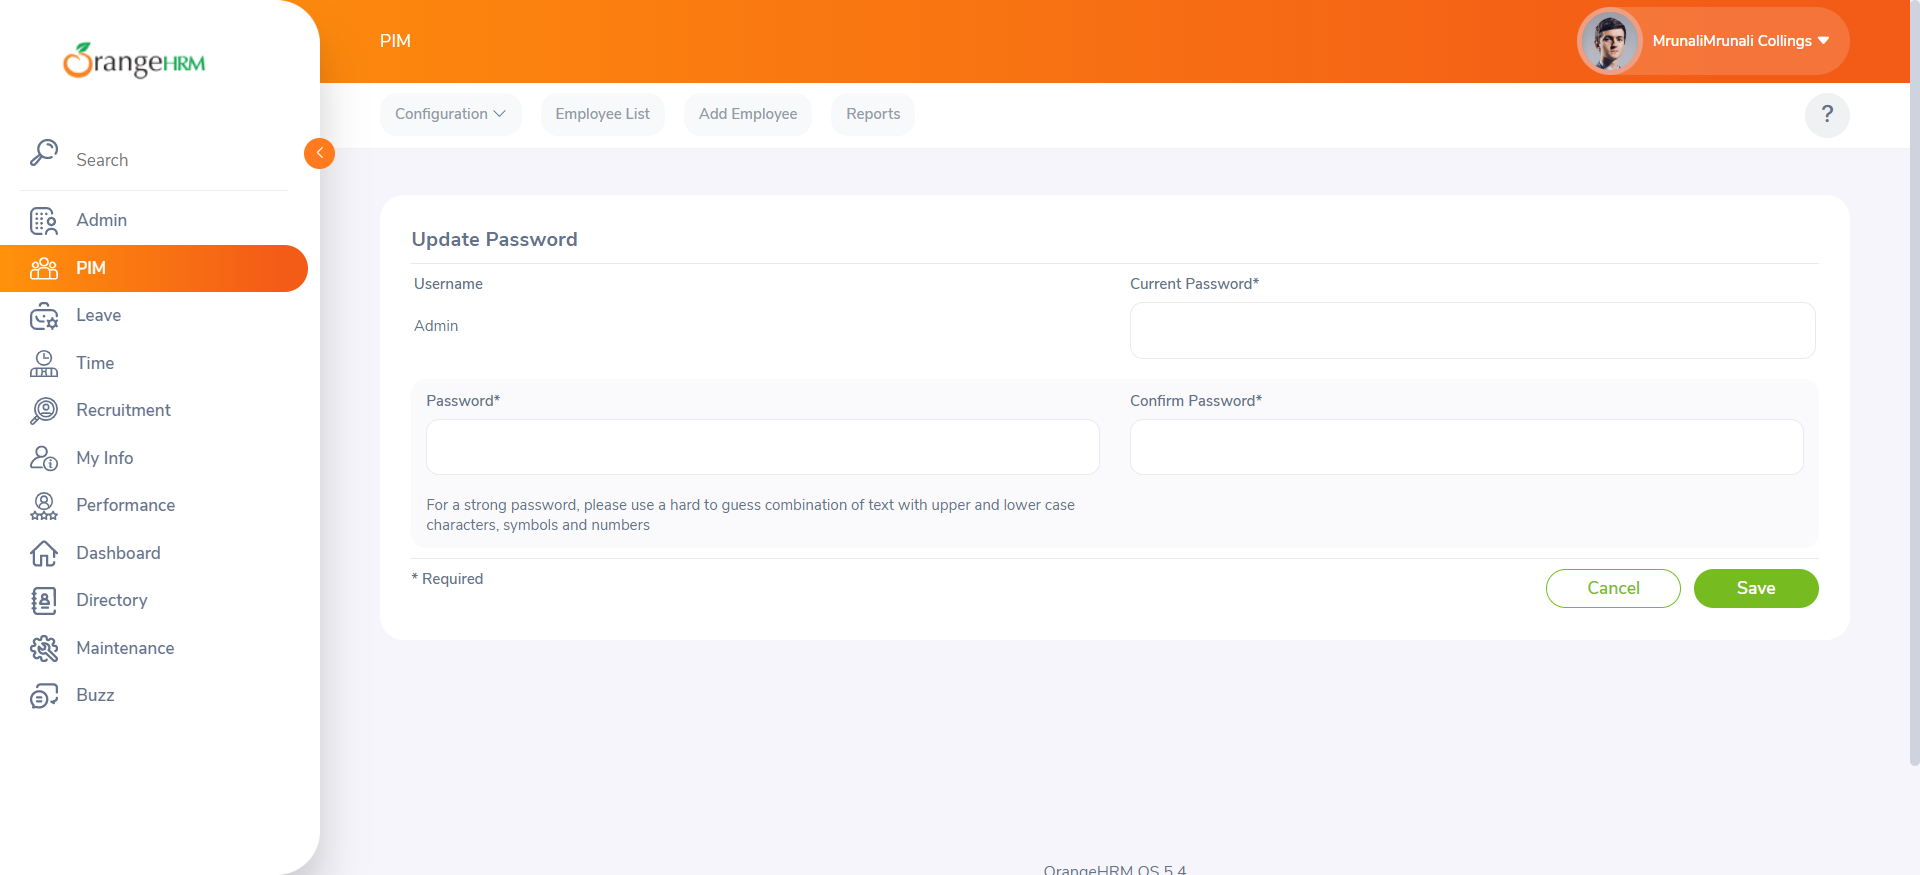 OrangeHRM
PIM
MrunaliMrunali Collings
Configuration
Employee List
Add Employee
Reports
?
Search
Admin
PIM
Leave
Time
Recruitment
My Info
Performance
Dashboard
Directory
Maintenance
Buzz
Update Password
Username
Admin
Current Password*
Password*
Confirm Password*
For a strong password, please use a hard to guess combination of text with upper and lower case
characters, symbols and numbers
* Required
Cancel
Save
OrangeHRM OS 5.4